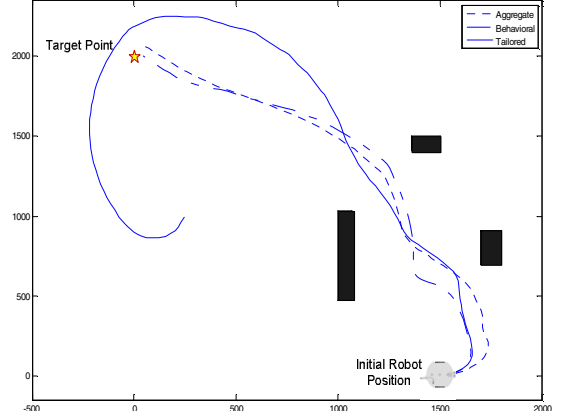 Aggregate
Behavioral
Tailored
Target Point
2000
1500
1000
500
0
Initial Robot
Position
-500
0
500
1000
1500
2000